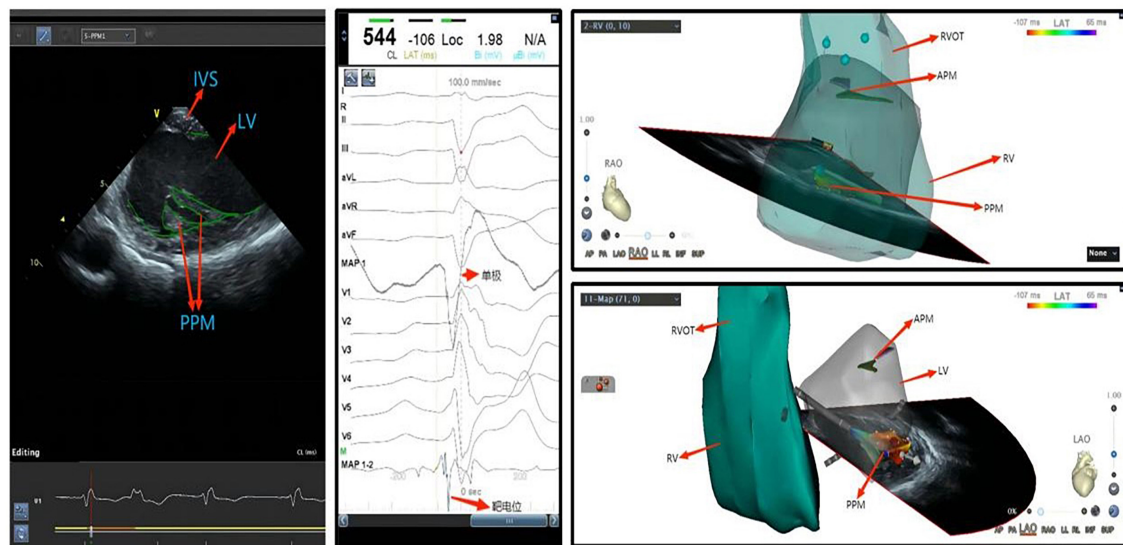 S-PPM1
IVS
V
LV
5
10
PPM
Editing
CL (ms)
V1
544 -106 Loc 1.98 N/A
CL LAT (ms) Bi (mV) μBi (mV)
100.0 mm/sec
I
R
II
III
aVL
aVR
aVF
MAP 1
单极
V1
V2
V3
V4
V5
V6
M
MAP 1-2
-200
200
0 sec
靶电位
2-RV (0, 10)
-107 ms LAT 65 ms
RVOT
APM
1.00
RAO
RV
PPM
AP PA LAO RAO LL RL INF SUP
None
11-Map (71, 0)
-107 ms LAT 65 ms
RVOT
APM
LV
1.00
LAO
RV
PPM
0%
AP PA LAO RAO LL RL INF SUP